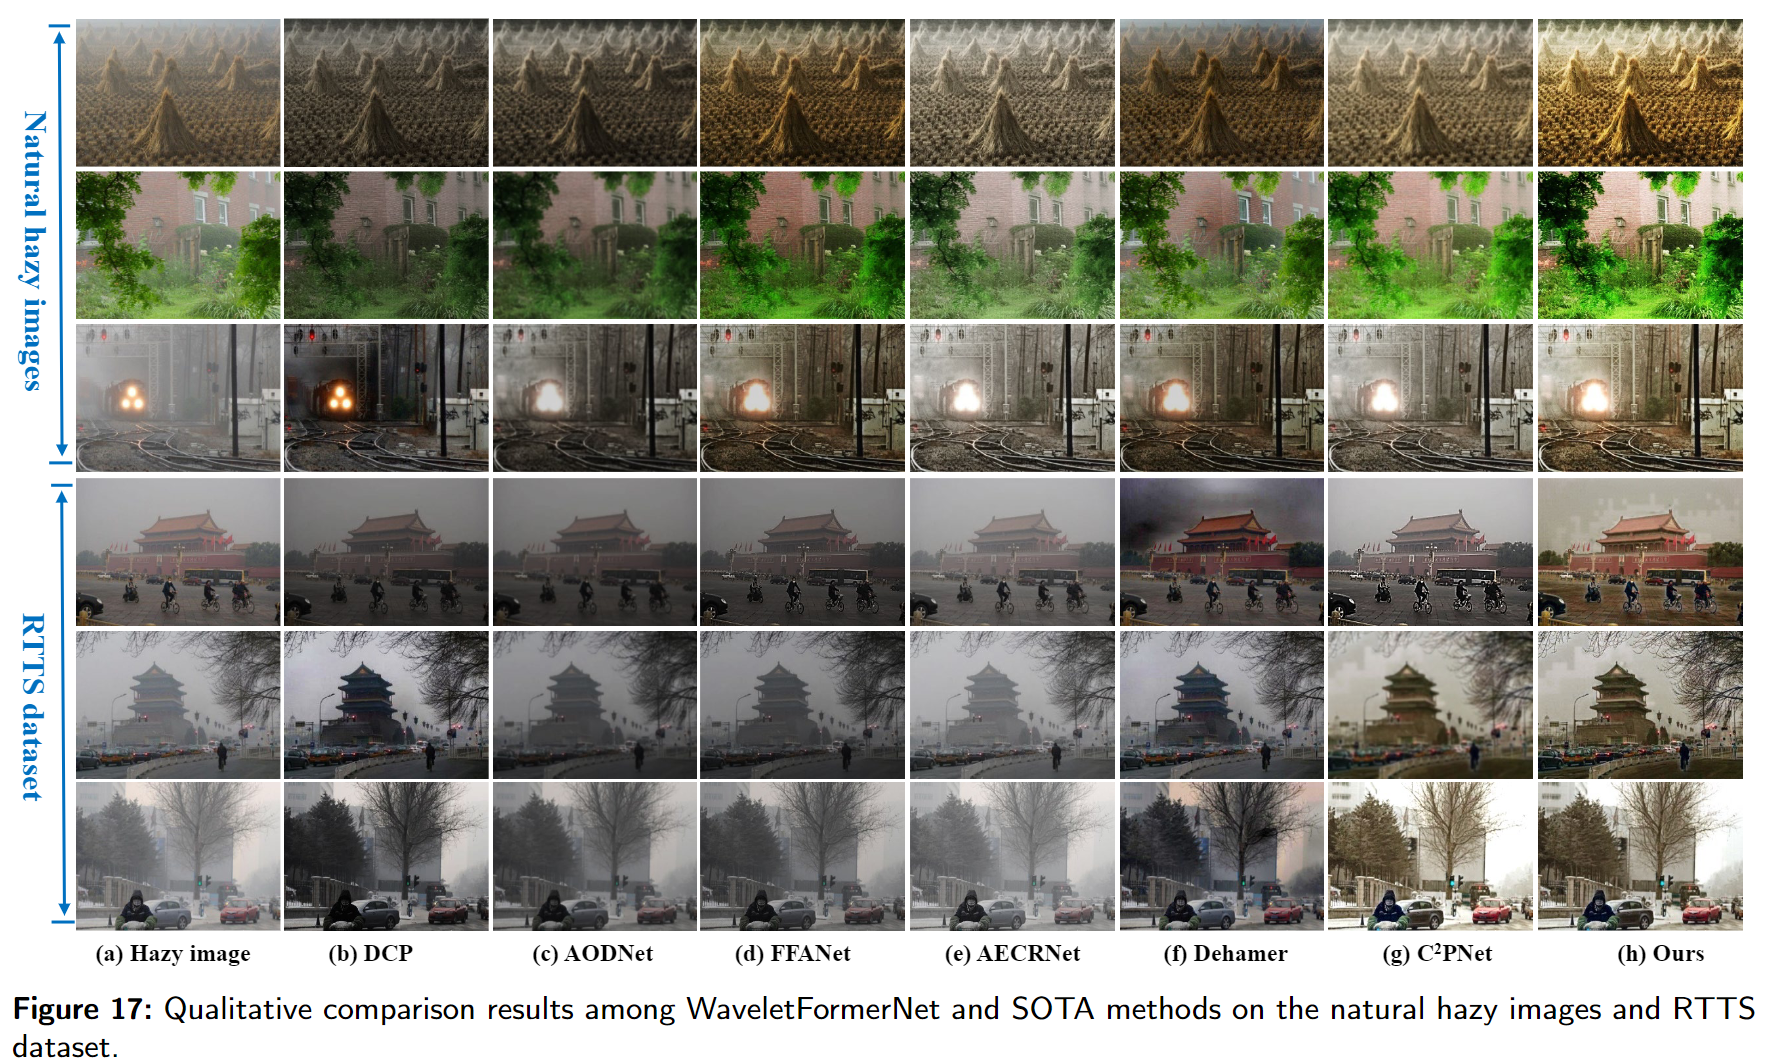 Natural hazy images
RTTS dataset
(a) Hazy image
(b) DCP
(c) AODNet
(d) FFANet
(e) AECRNet
(f) Dehamer
(g) C²PNet
(h) Ours
Figure 17: Qualitative comparison results among WaveletFormerNet and SOTA methods on the natural hazy images and RTTS
dataset.